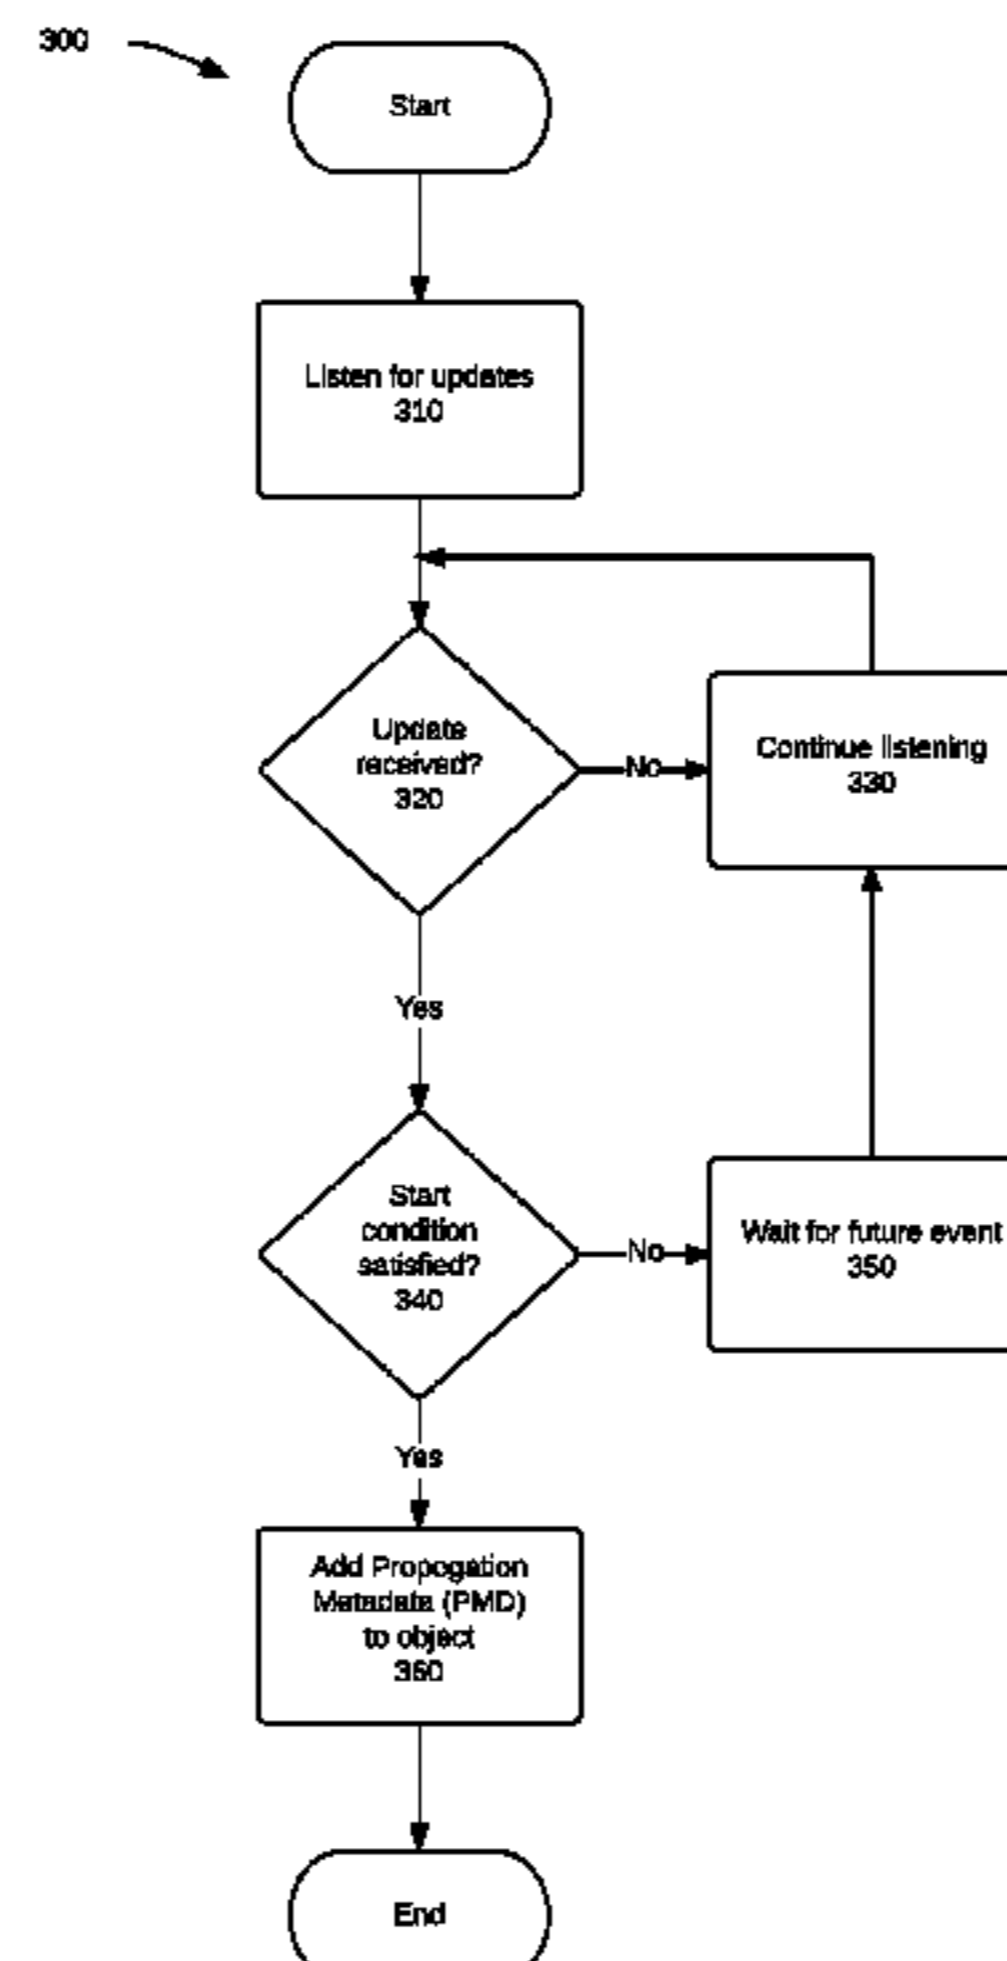 300
Start
Listen for updates
310
Update
received?
320
No
Continue listening
330
Yes
Start
condition
satisfied?
340
No
Wait for future event
350
Yes
Add Propogation
Metadata (PMD)
to object
360
End